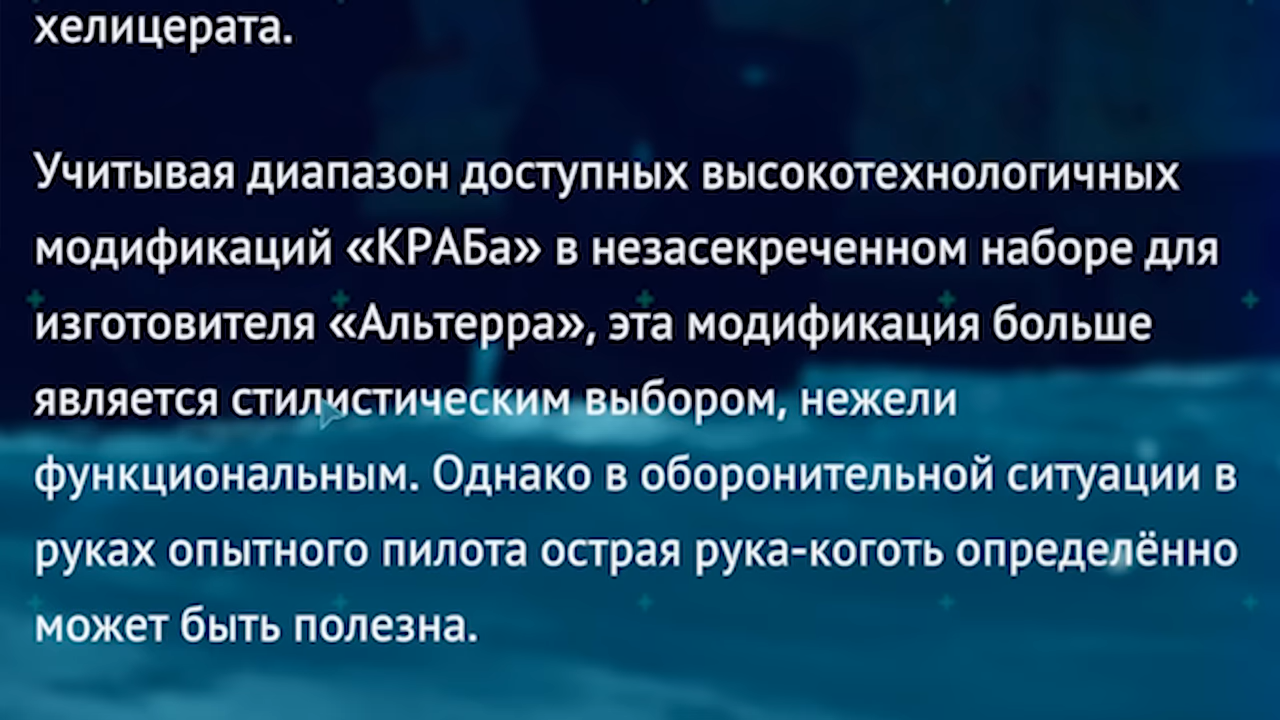 хелицерата.
Учитывая диапазон доступных высокотехнологичных
модификаций «КРАБа» в незасекреченном наборе для
изготовителя «Альтерра», эта модификация больше
является стилистическим выбором, нежели
функциональным. Однако в оборонительной ситуации в
руках опытного пилота острая рука-коготь определённо
может быть полезна.